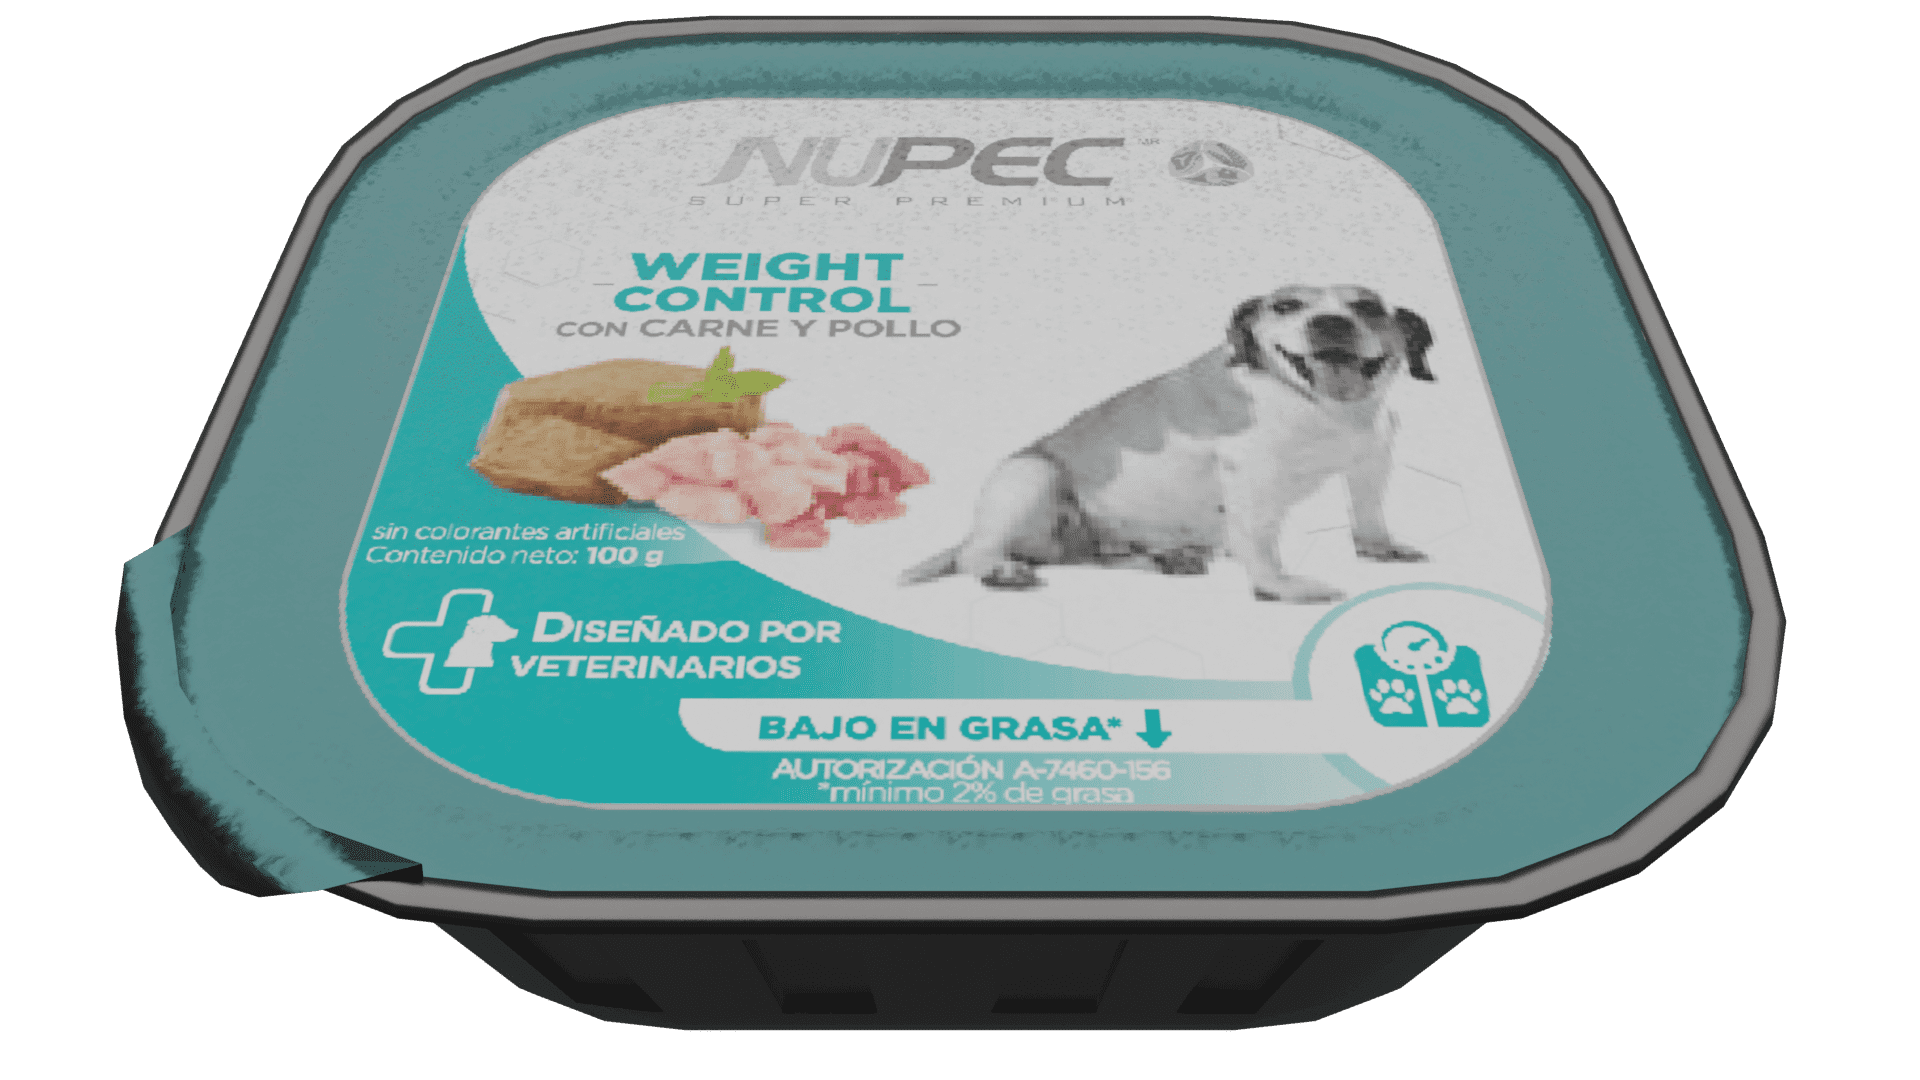 NUPEC MR
SUPER PREMIUM
WEIGHT
CONTROL
CON CARNE Y POLLO
sin colorantes artificiales
Contenido neto: 100 g
DISEÑADO POR
VETERINARIOS
BAJO EN GRASA*
AUTORIZACIÓN A-7460-156
*mínimo 2% de grasa